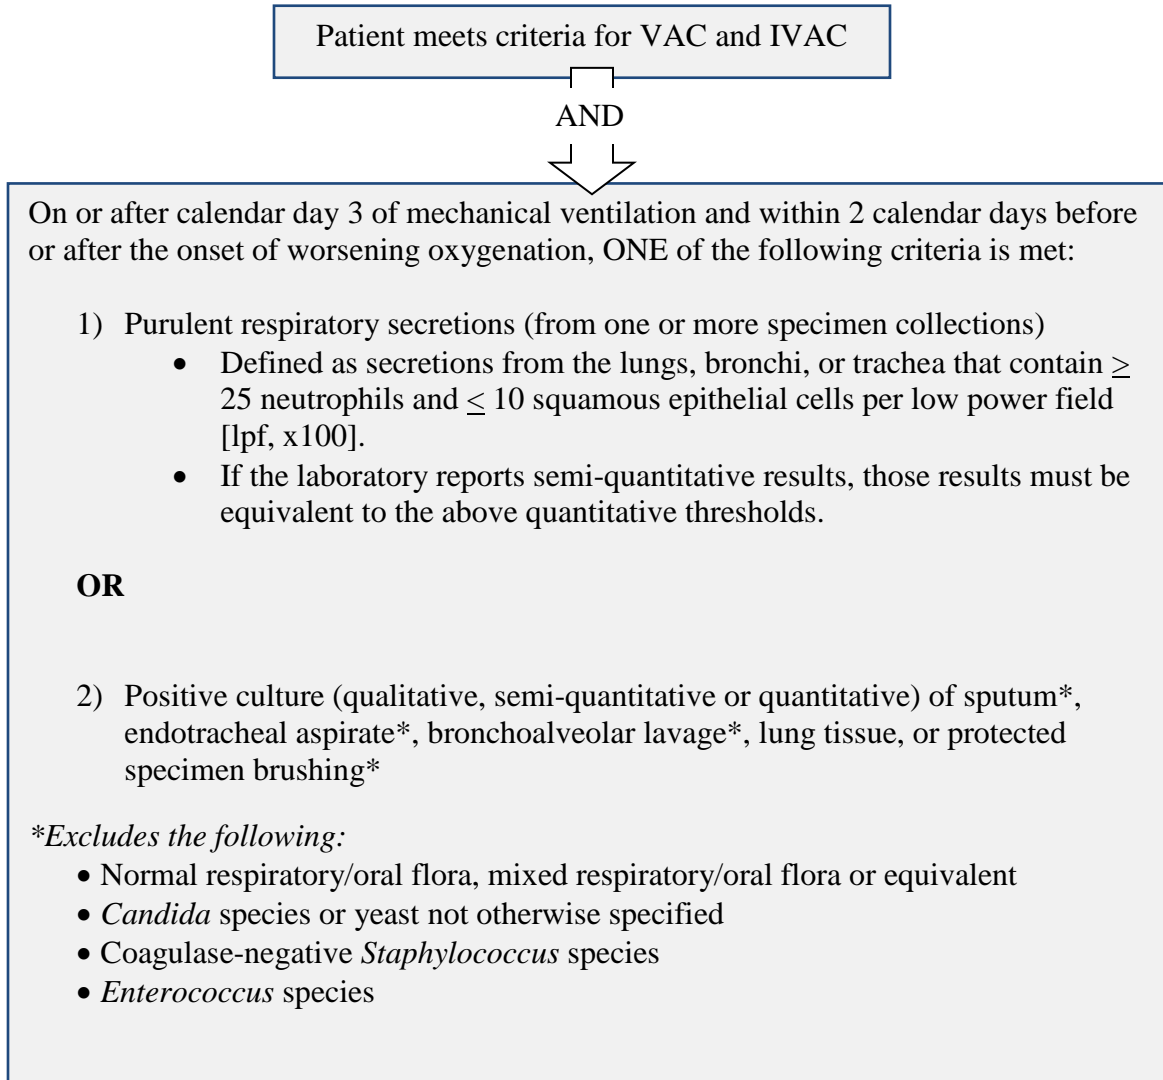 Patient meets criteria for VAC and IVAC
AND
On or after calendar day 3 of mechanical ventilation and within 2 calendar days before
or after the onset of worsening oxygenation, ONE of the following criteria is met:
1) Purulent respiratory secretions (from one or more specimen collections)
• Defined as secretions from the lungs, bronchi, or trachea that contain >
25 neutrophils and < 10 squamous epithelial cells per low power field
[lpf, x100].
• If the laboratory reports semi-quantitative results, those results must be
equivalent to the above quantitative thresholds.
OR
2) Positive culture (qualitative, semi-quantitative or quantitative) of sputum*,
endotracheal aspirate*, bronchoalveolar lavage*, lung tissue, or protected
specimen brushing*
*Excludes the following:
• Normal respiratory/oral flora, mixed respiratory/oral flora or equivalent
• Candida species or yeast not otherwise specified
• Coagulase-negative Staphylococcus species
• Enterococcus species